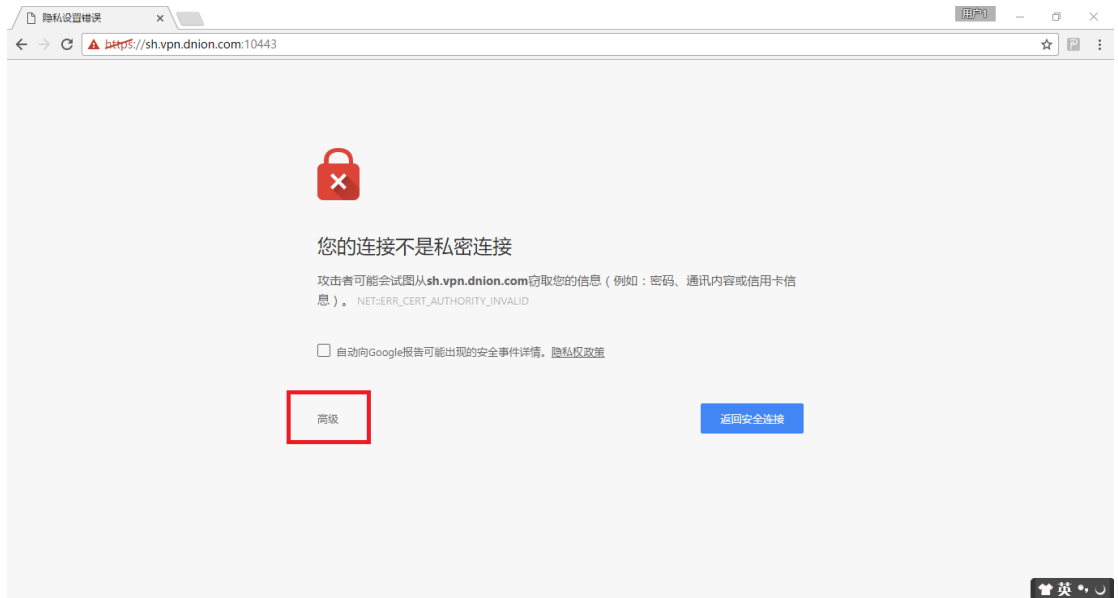 隐私设置错误
用户1
https://sh.vpn.dnion.com:10443
您的连接不是私密连接
攻击者可能会试图从sh.vpn.dnion.com窃取您的信息（例如：密码、通讯内容或信用卡信
息）。 NET::ERR_CERT_AUTHORITY_INVALID
自动向Google报告可能出现的安全事件详情。隐私权政策
高级
返回安全连接
英